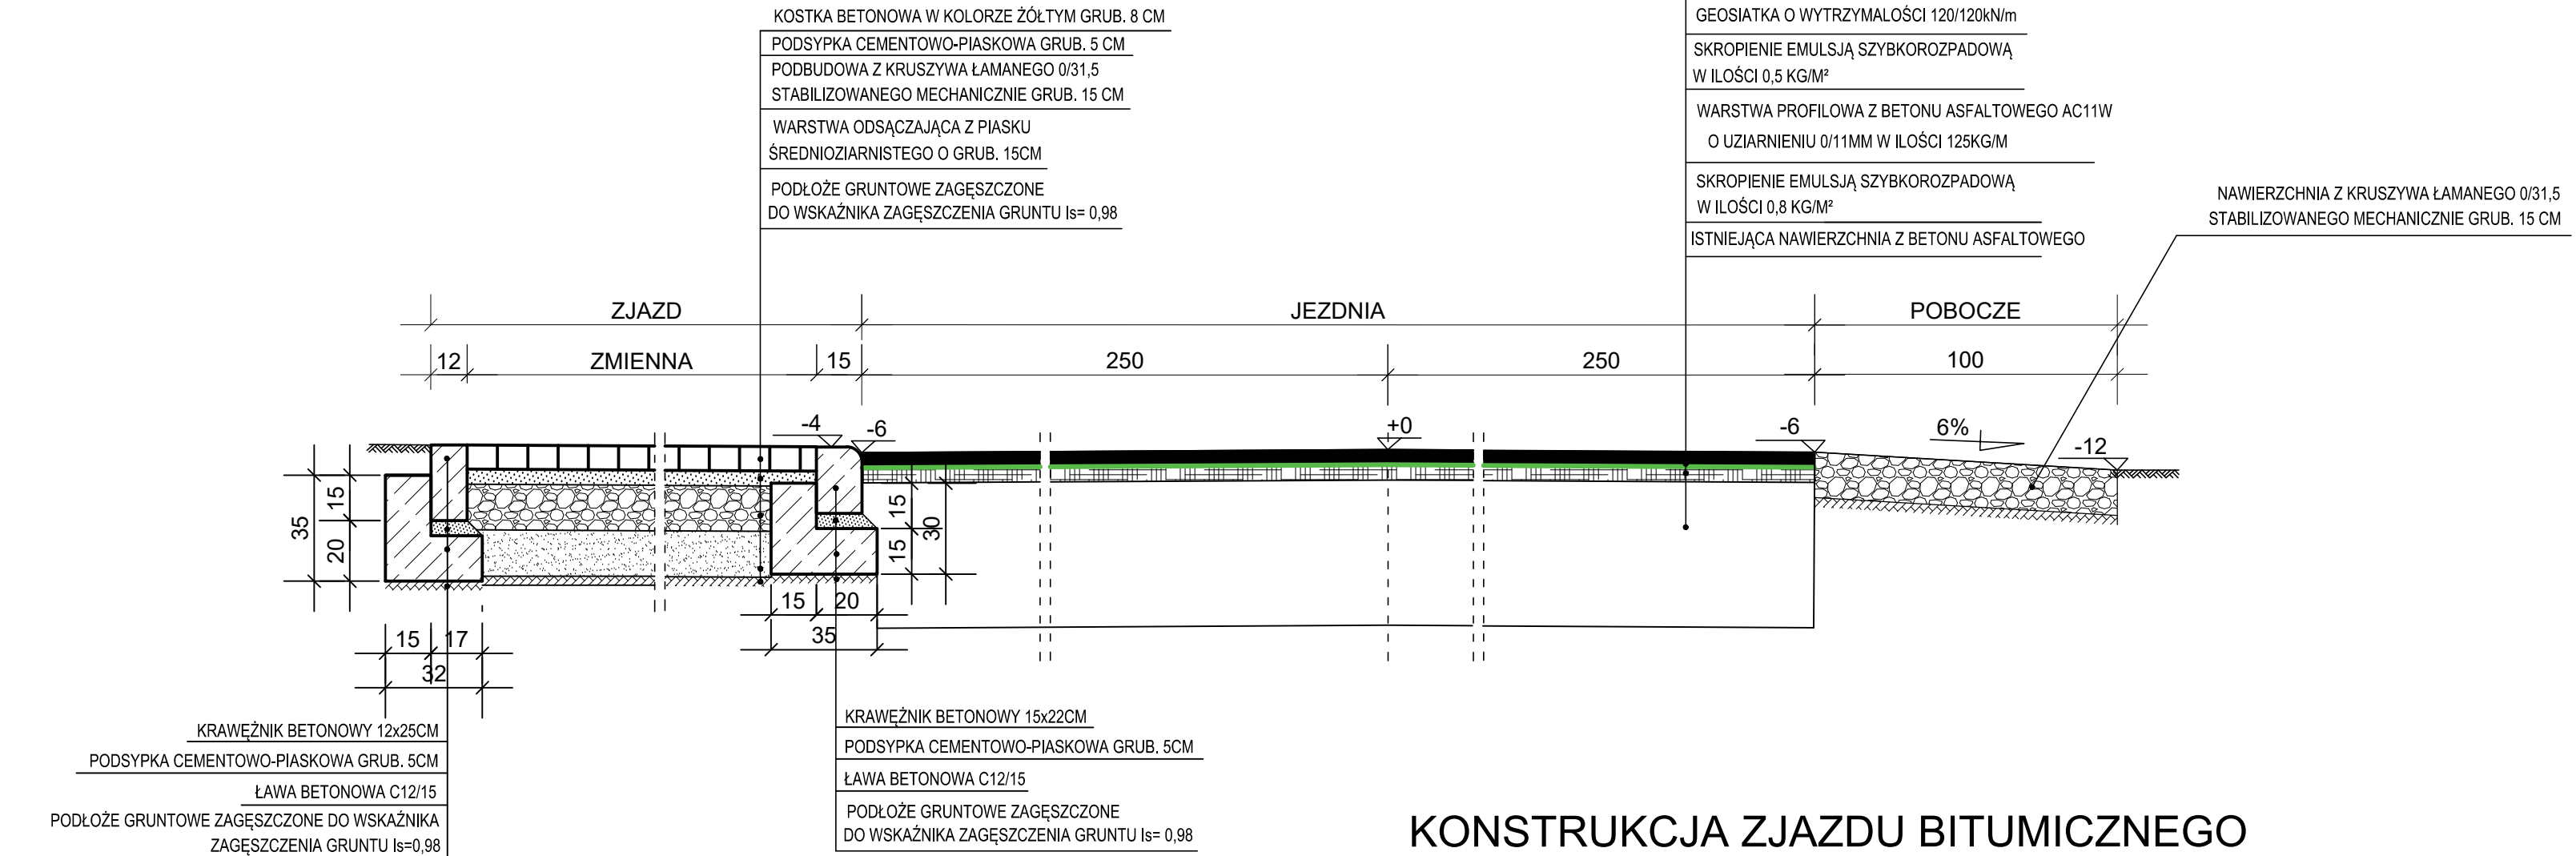 KOSTKA BETONOWA W KOLORZE ŻÓŁTYM GRUB. 8 CM
PODSYPKA CEMENTOWO-PIASKOWA GRUB. 5 CM
PODBUDOWA Z KRUSZYWA ŁAMANEGO 0/31,5
STABILIZOWANEGO MECHANICZNIE GRUB. 15 CM
WARSTWA ODSĄCZAJĄCA Z PIASKU
ŚREDNIOZIARNISTEGO O GRUB. 15CM
PODŁOŻE GRUNTOWE ZAGĘSZCZONE
DO WSKAŹNIKA ZAGĘSZCZENIA GRUNTU Is= 0,98
GEOSIATKA O WYTRZYMALOŚCI 120/120kN/m
SKROPIENIE EMULSJĄ SZYBKOROZPADOWĄ
W ILOŚCI 0,5 KG/M²
WARSTWA PROFILOWA Z BETONU ASFALTOWEGO AC11W
O UZIARNIENIU 0/11MM W ILOŚCI 125KG/M
SKROPIENIE EMULSJĄ SZYBKOROZPADOWĄ
W ILOŚCI 0,8 KG/M²
ISTNIEJĄCA NAWIERZCHNIA Z BETONU ASFALTOWEGO
NAWIERZCHNIA Z KRUSZYWA ŁAMANEGO 0/31,5
STABILIZOWANEGO MECHANICZNIE GRUB. 15 CM
ZJAZD JEZDNIA POBOCZE
12 ZMIENNA 15 250 250 100
-4 -6 +0 -6 6% -12
35 15 20
15 15 30
15 20
35
15 17
32
KRAWĘŻNIK BETONOWY 12x25CM
PODSYPKA CEMENTOWO-PIASKOWA GRUB. 5CM
ŁAWA BETONOWA C12/15
PODŁOŻE GRUNTOWE ZAGĘSZCZONE DO WSKAŹNIKA
ZAGĘSZCZENIA GRUNTU Is=0,98
KRAWĘŻNIK BETONOWY 15x22CM
PODSYPKA CEMENTOWO-PIASKOWA GRUB. 5CM
ŁAWA BETONOWA C12/15
PODŁOŻE GRUNTOWE ZAGĘSZCZONE
DO WSKAŹNIKA ZAGĘSZCZENIA GRUNTU Is= 0,98
KONSTRUKCJA ZJAZDU BITUMICZNEGO